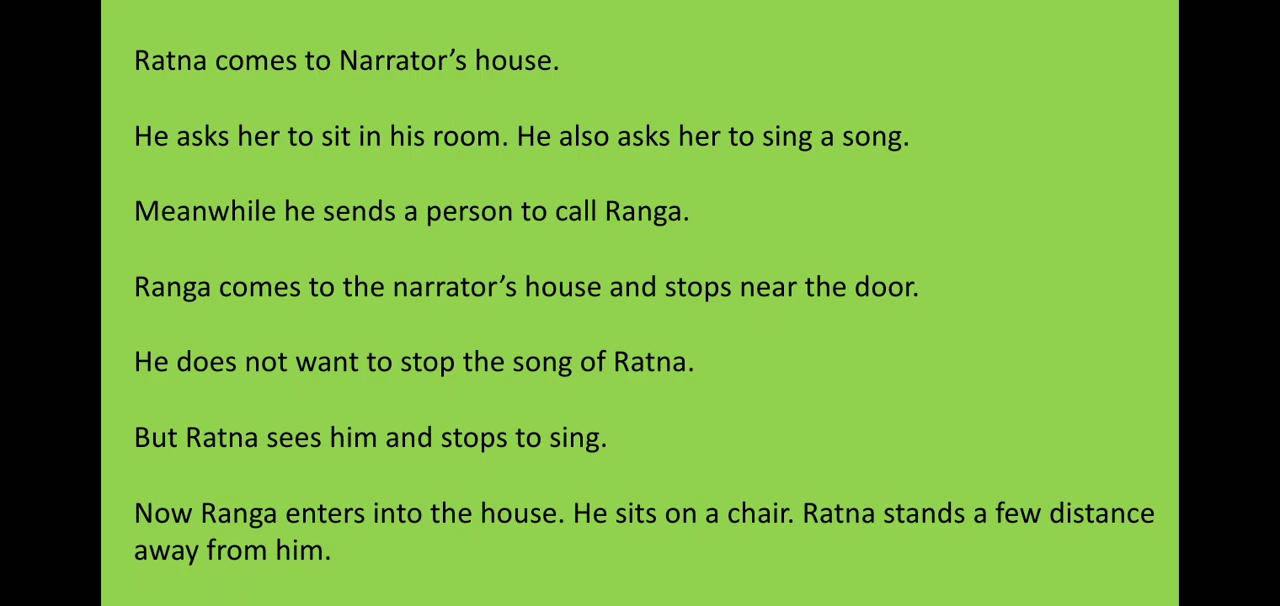 Ratna comes to Narrator’s house.
He asks her to sit in his room. He also asks her to sing a song.
Meanwhile he sends a person to call Ranga.
Ranga comes to the narrator’s house and stops near the door.
He does not want to stop the song of Ratna.
But Ratna sees him and stops to sing.
Now Ranga enters into the house. He sits on a chair. Ratna stands a few distance
away from him.